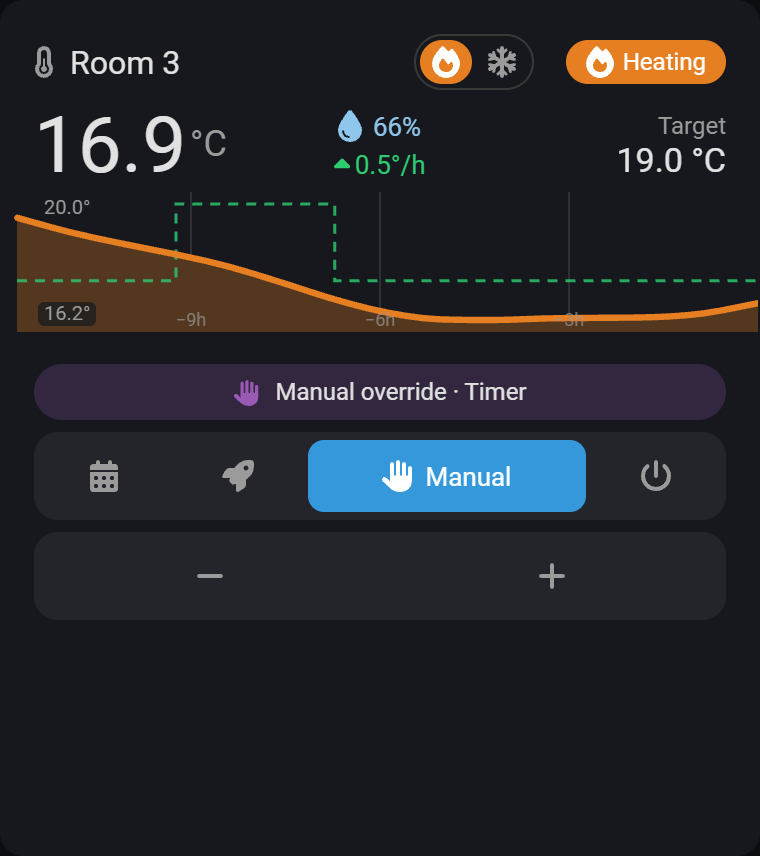 Room 3
Heating
16.9 °C
66%
0.5°/h
Target
19.0 °C
20.0°
16.2°
−9h
−6h
−3h
Manual override · Timer
Manual